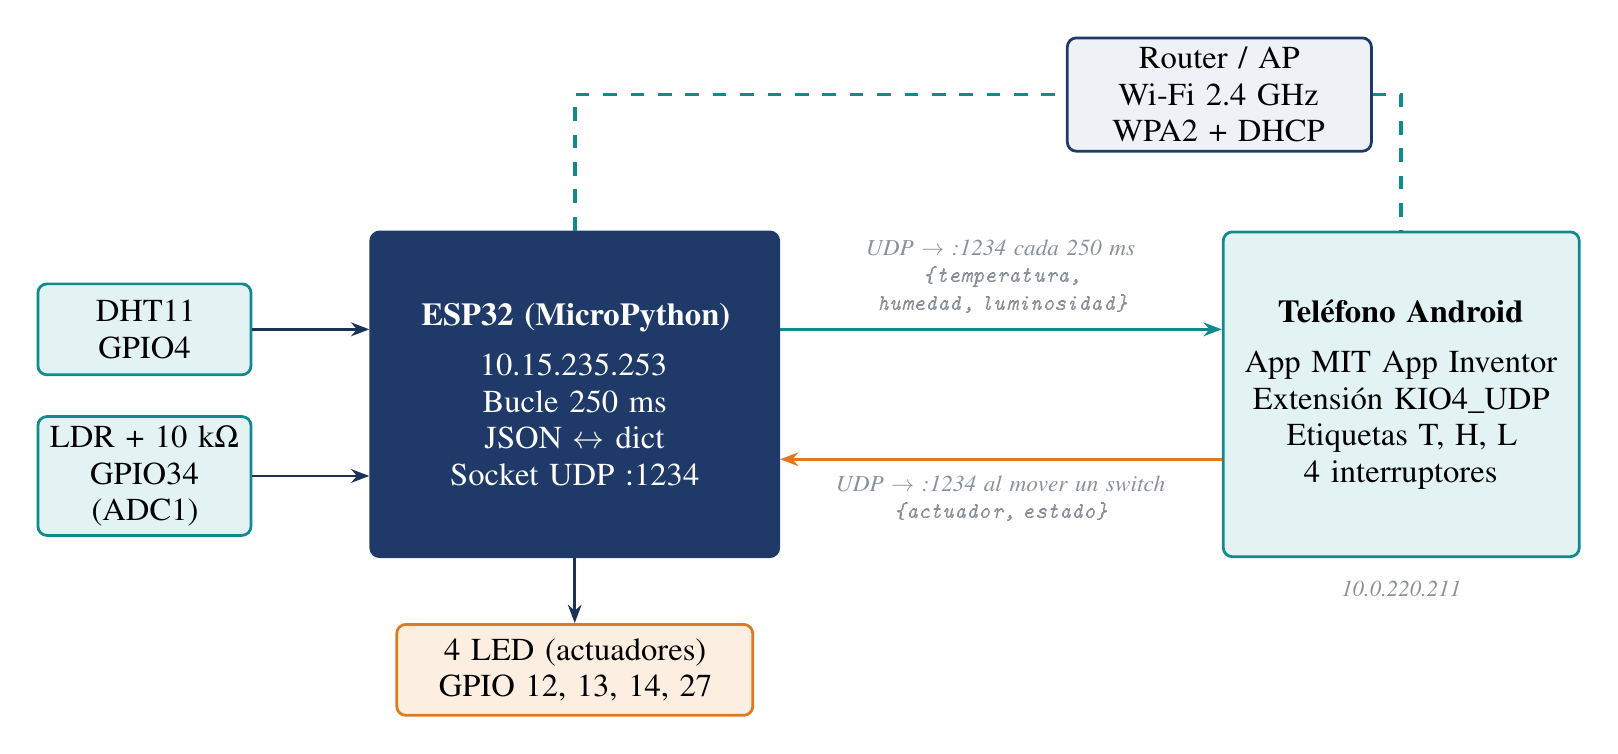 Router / AP
Wi-Fi 2.4 GHz
WPA2 + DHCP
DHT11
GPIO4
LDR + 10 kΩ
GPIO34
(ADC1)
ESP32 (MicroPython)
10.15.235.253
Bucle 250 ms
JSON ↔ dict
Socket UDP :1234
UDP → :1234 cada 250 ms
{temperatura,
humedad, luminosidad}
UDP → :1234 al mover un switch
{actuador, estado}
Teléfono Android
App MIT App Inventor
Extensión KIO4_UDP
Etiquetas T, H, L
4 interruptores
10.0.220.211
4 LED (actuadores)
GPIO 12, 13, 14, 27